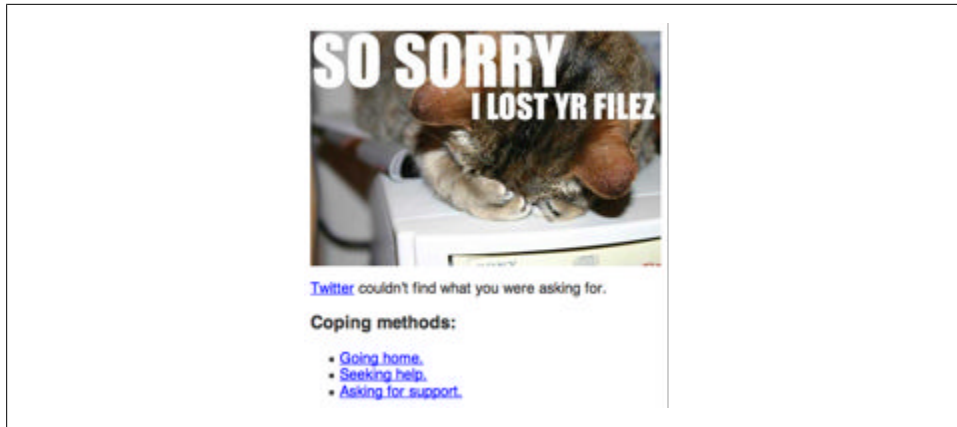 SO SORRY
I LOST YR FILEZ
Twitter couldn't find what you were asking for.
Coping methods:
• Going home.
• Seeking help.
• Asking for support.